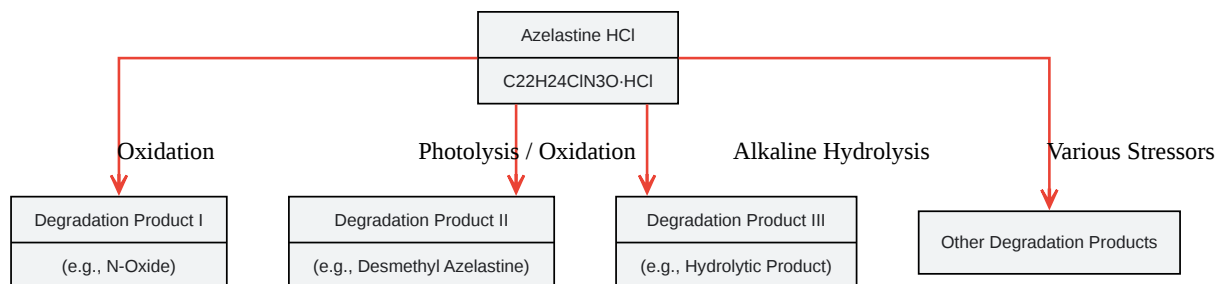 Azelastine HCl
C22H24ClN3O·HCl
Oxidation
Photolysis / Oxidation
Alkaline Hydrolysis
Various Stressors
Degradation Product I
(e.g., N-Oxide)
Degradation Product II
(e.g., Desmethyl Azelastine)
Degradation Product III
(e.g., Hydrolytic Product)
Other Degradation Products